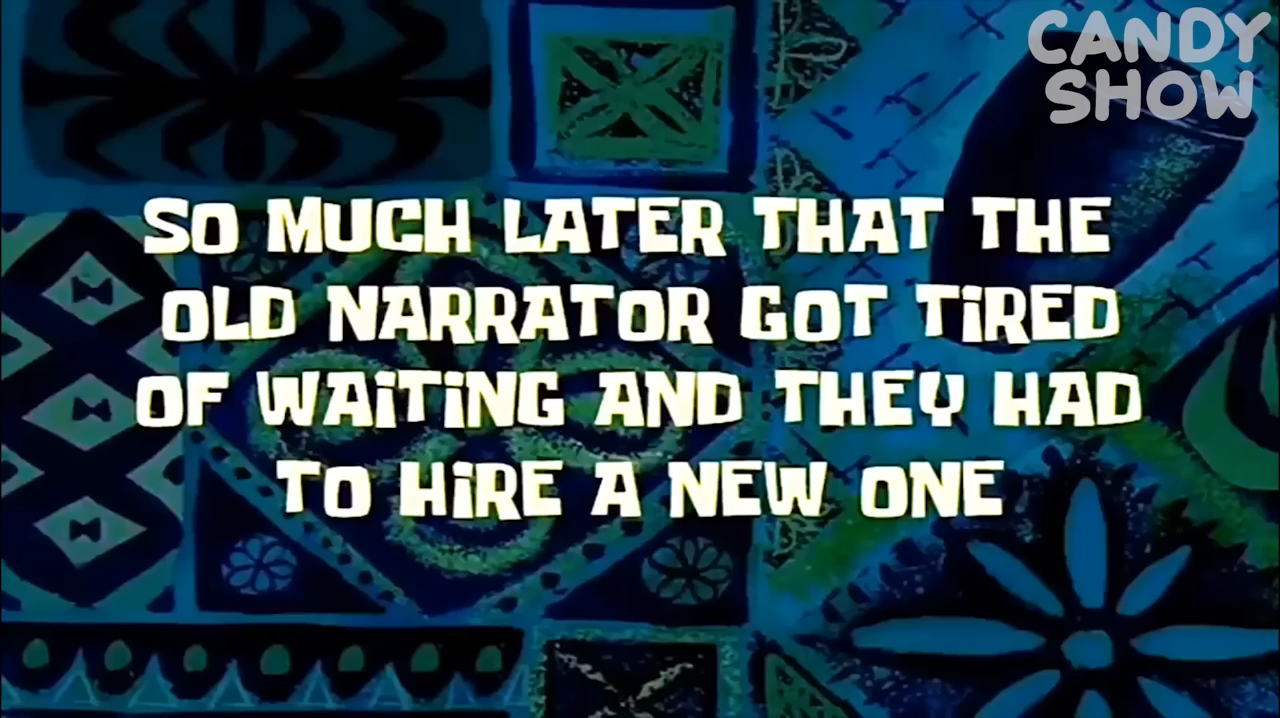 CANDY
SHOW
SO MUCH LATER THAT THE
OLD NARRATOR GOT TiRED
OF WAiTiNG AND THEY HAD
TO HiRE A NEW ONE